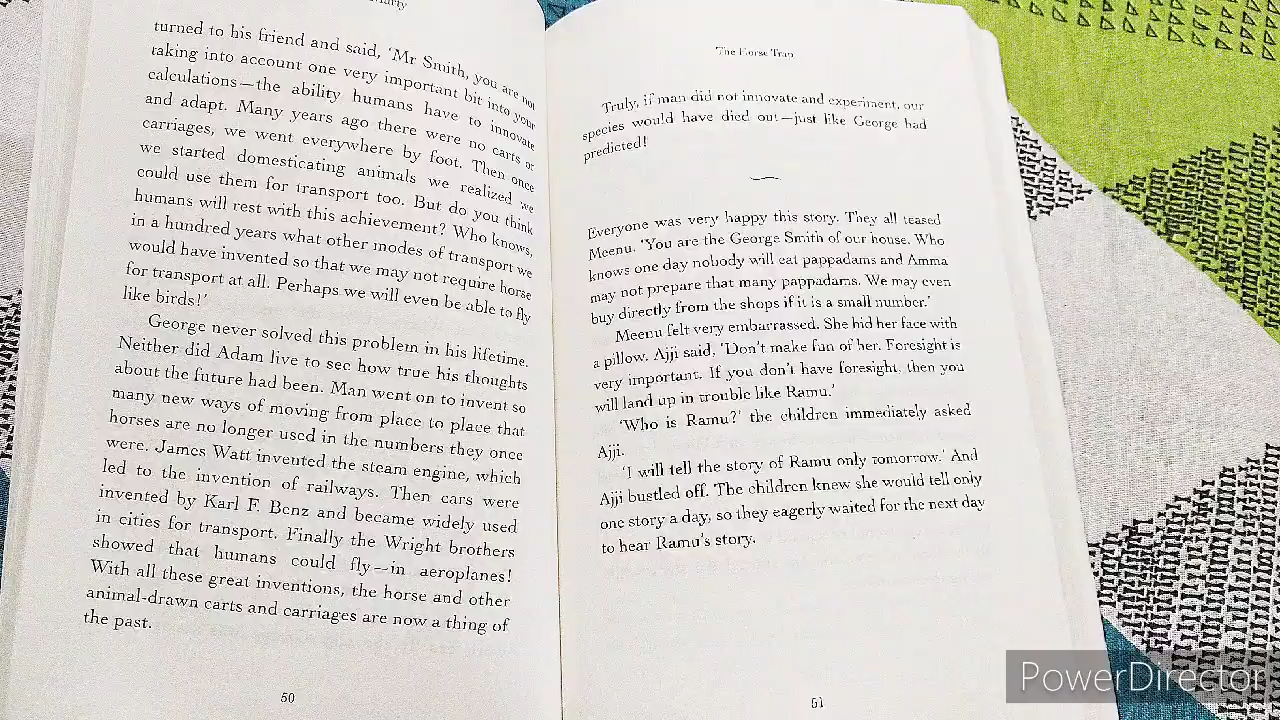 turned to his friend and said, 'Mr Smith, you are not
taking into account one very important bit into your
calculations—the ability humans have to innovate
and adapt. Many years ago there were no carts or
carriages, we went everywhere by foot. Then once
we started domesticating animals we realized we
could use them for transport too. But do you think
humans will rest with this achievement? Who knows,
in a hundred years what other modes of transport we
would have invented so that we may not require horse
for transport at all. Perhaps we will even be able to fly
like birds!'
George never solved this problem in his lifetime.
Neither did Adam live to see how true his thoughts
about the future had been. Man went on to invent so
many new ways of moving from place to place that
horses are no longer used in the numbers they once
were. James Watt invented the steam engine, which
led to the invention of railways. Then cars were
invented by Karl F. Benz and became widely used
in cities for transport. Finally the Wright brothers
showed that humans could fly—in aeroplanes!
With all these great inventions, the horse and other
animal-drawn carts and carriages are now a thing of
the past.
50
The Horse Trap
Truly, if man did not innovate and experiment, our
species would have died out—just like George had
predicted!
Everyone was very happy this story. They all teased
Meenu. 'You are the George Smith of our house. Who
knows one day nobody will eat pappadams and Amma
may not prepare that many pappadams. We may even
buy directly from the shops if it is a small number.'
Meenu felt very embarrassed. She hid her face with
a pillow. Ajji said, 'Don't make fun of her. Foresight is
very important. If you don't have foresight, then you
will land up in trouble like Ramu.'
'Who is Ramu?' the children immediately asked
Ajji.
'I will tell the story of Ramu only tomorrow.' And
Ajji bustled off. The children knew she would tell only
one story a day, so they eagerly waited for the next day
to hear Ramu's story.
51
PowerDirector